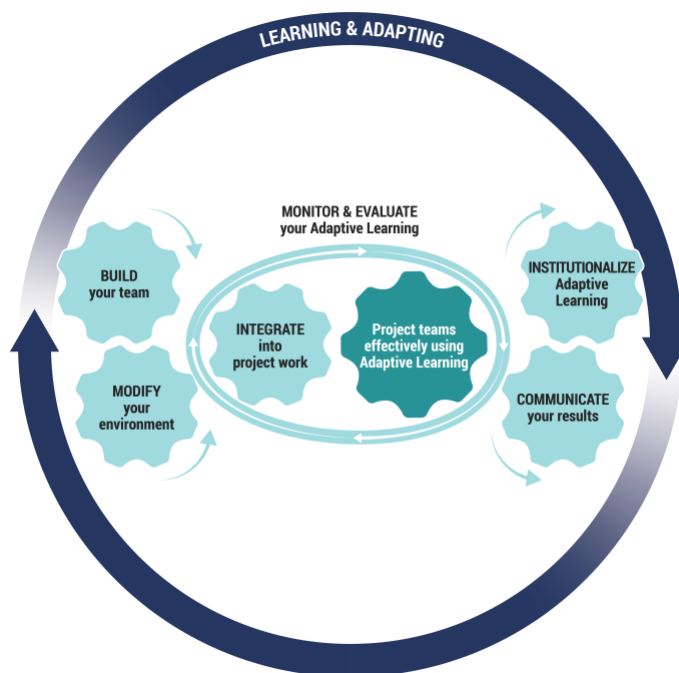 LEARNING & ADAPTING
MONITOR & EVALUATE
your Adaptive Learning
BUILD
your team
INSTITUTIONALIZE
Adaptive
Learning
INTEGRATE
into
project work
Project teams
effectively using
Adaptive Learning
MODIFY
your
environment
COMMUNICATE
your results